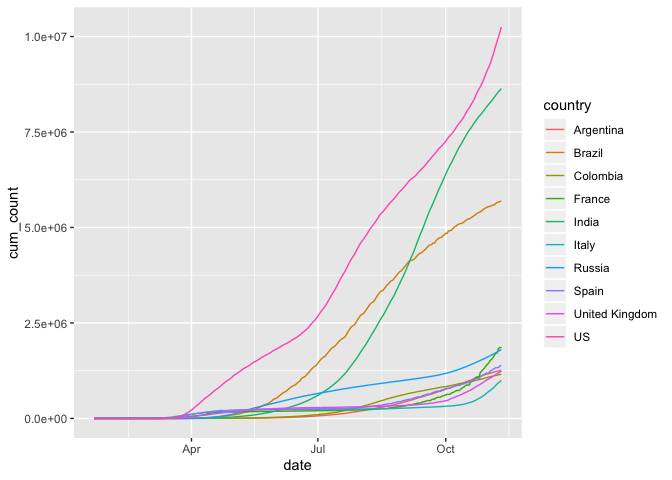 1.0e+07
7.5e+06
5.0e+06
2.5e+06
0.0e+00
cum_count
Apr
Jul
Oct
date
country
Argentina
Brazil
Colombia
France
India
Italy
Russia
Spain
United Kingdom
US